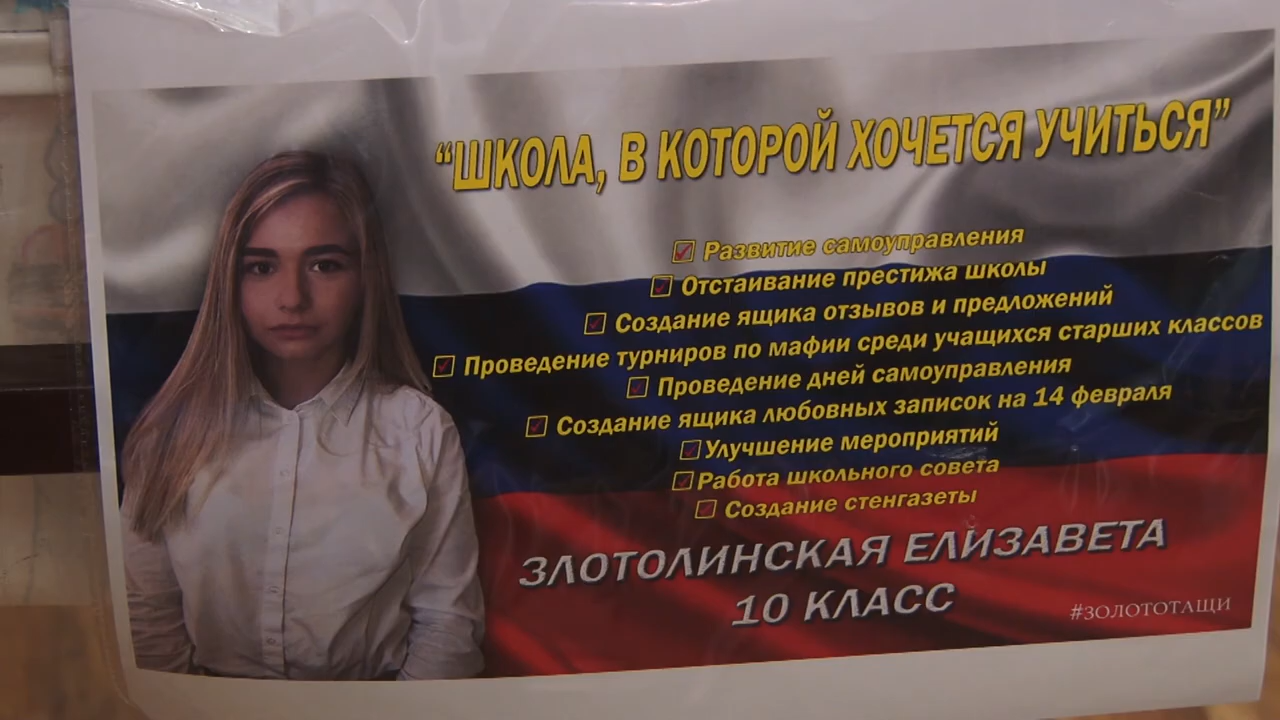 “ШКОЛА, В КОТОРОЙ ХОЧЕТСЯ УЧИТЬСЯ”
Развитие самоуправления
Отстаивание престижа школы
Создание ящика отзывов и предложений
Проведение турниров по мафии среди учащихся старших классов
Проведение дней самоуправления
Создание ящика любовных записок на 14 февраля
Улучшение мероприятий
Работа школьного совета
Создание стенгазеты
ЗЛОТОЛИНСКАЯ ЕЛИЗАВЕТА
10 КЛАСС
#ЗОЛОТОТАЩИ